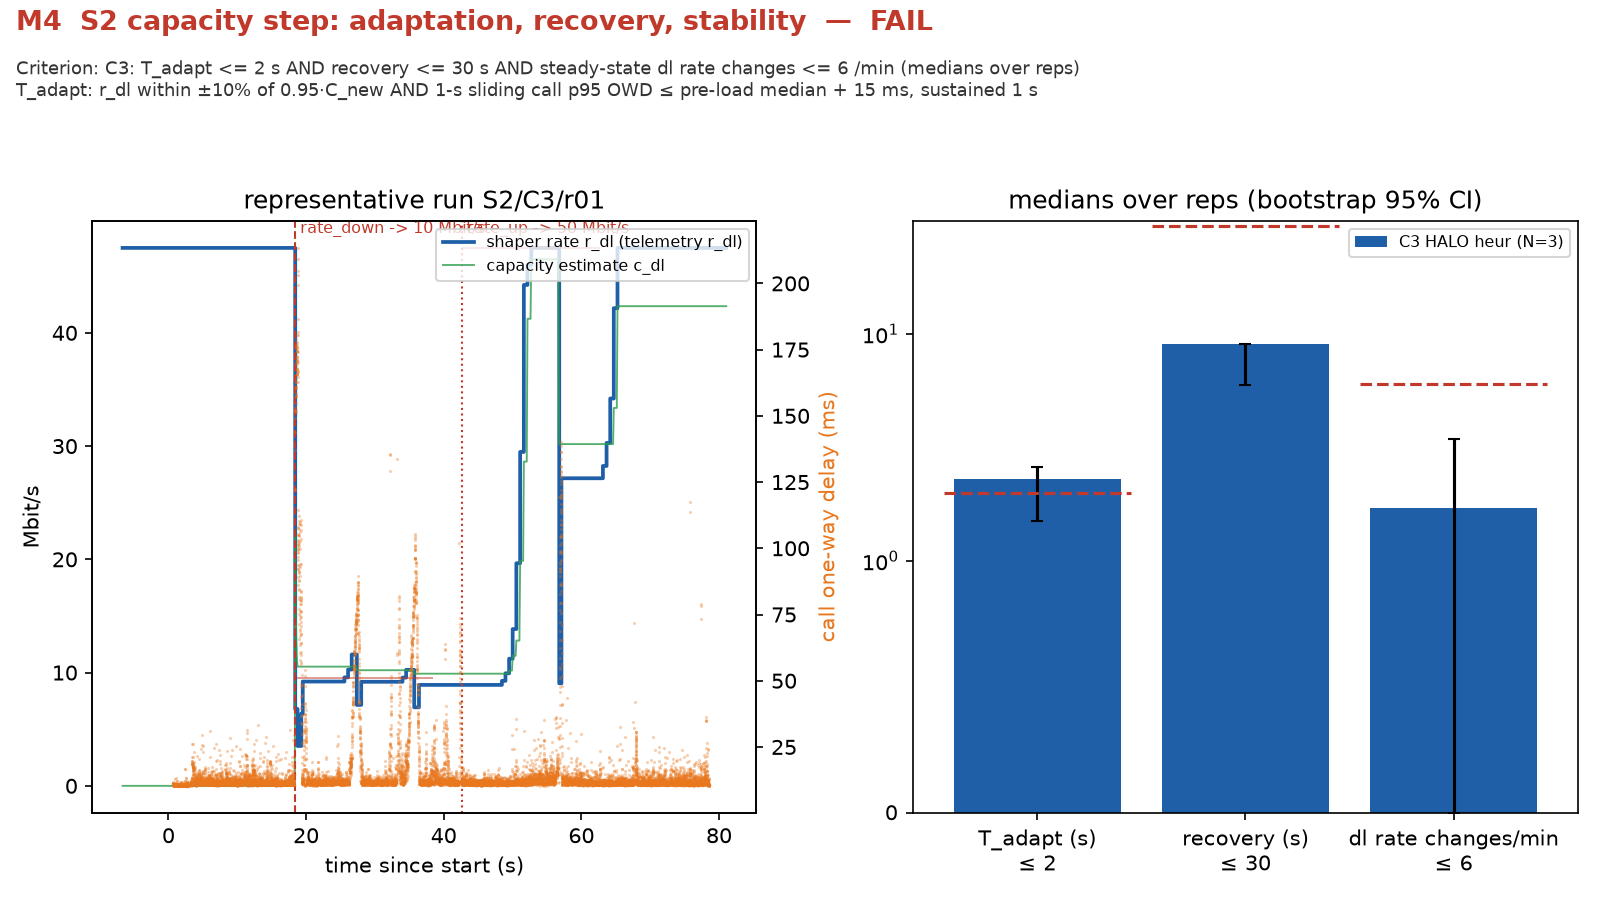 M4  S2 capacity step: adaptation, recovery, stability  —  FAIL
Criterion: C3: T_adapt <= 2 s AND recovery <= 30 s AND steady-state dl rate changes <= 6 /min (medians over reps)
T_adapt: r_dl within ±10% of 0.95·C_new AND 1-s sliding call p95 OWD ≤ pre-load median + 15 ms, sustained 1 s
representative run S2/C3/r01
rate_down -> 10 Mbit/s
-> 50 Mbit/s
shaper rate r_dl (telemetry r_dl)
capacity estimate c_dl
Mbit/s
40
30
20
10
0
200
175
150
125
100
75
50
25
call one-way delay (ms)
0
20
40
60
80
time since start (s)
medians over reps (bootstrap 95% CI)
C3 HALO heur (N=3)
10¹
10⁰
0
T_adapt (s)
≤ 2
recovery (s)
≤ 30
dl rate changes/min
≤ 6